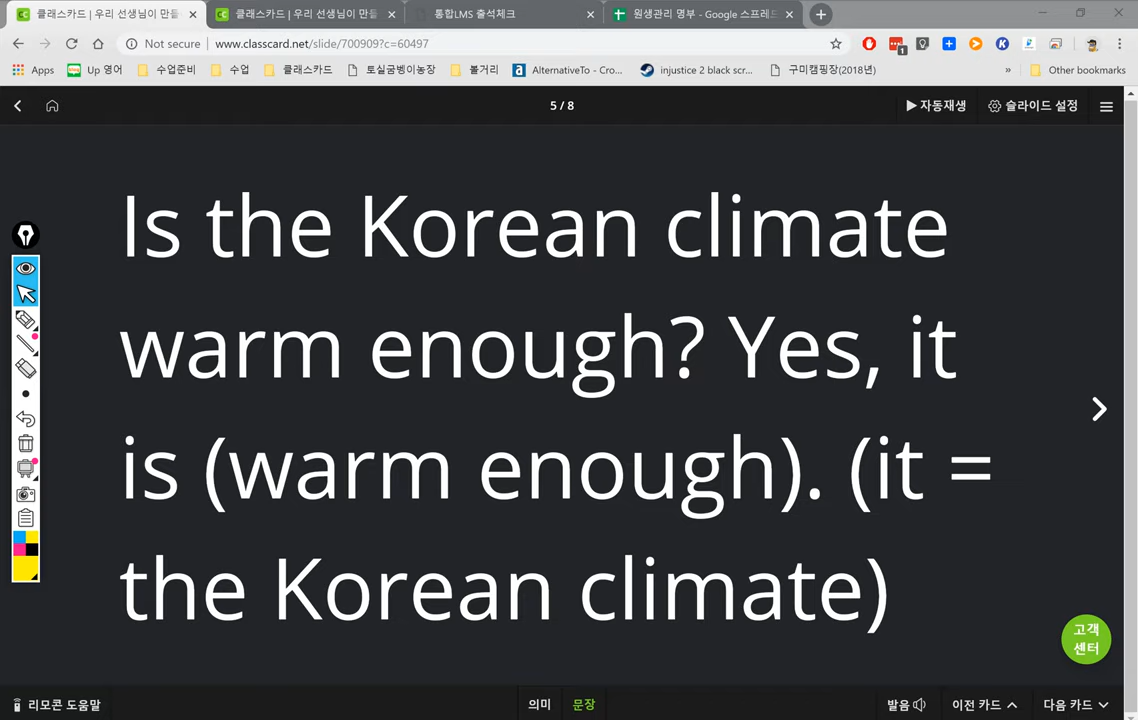 클래스카드 | 우리 선생님이 만들
클래스카드 | 우리 선생님이 만들
통합LMS 출석체크
원생관리 명부 - Google 스프레드
Not secure | www.classcard.net/slide/700909?c=60497
1
Apps
Up 영어
수업준비
수업
클래스카드
토실굼벵이농장
볼거리
AlternativeTo - Cro...
injustice 2 black scr...
구미캠핑장(2018년)
»
Other bookmarks
5 / 8
자동재생
슬라이드 설정
Is the Korean climate
warm enough? Yes, it
is (warm enough). (it =
the Korean climate)
고객
센터
리모콘 도움말
의미
문장
발음
이전 카드
다음 카드